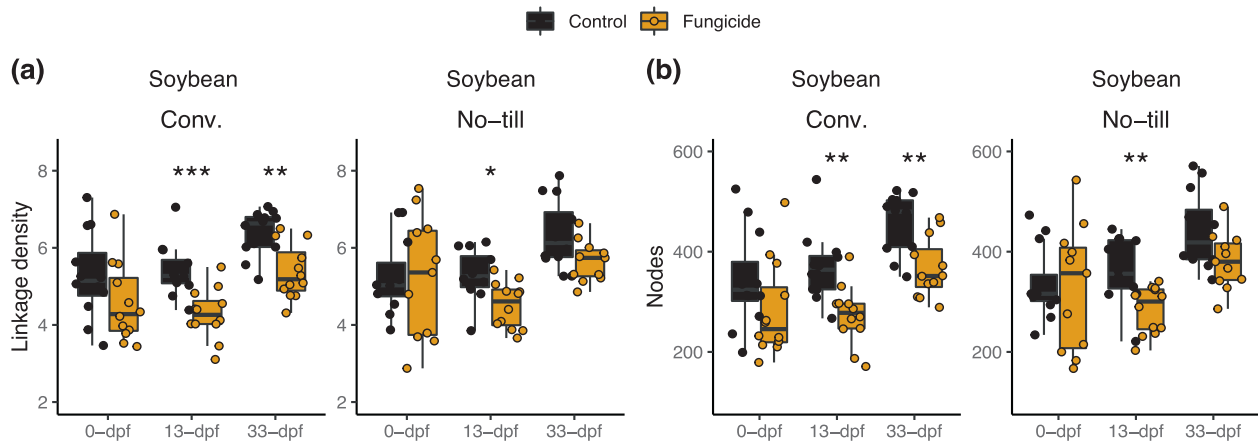 Control Fungicide
(a) Soybean Soybean (b) Soybean Soybean
Conv. No−till Conv. No−till
*** ** * ** ** **
8 8 600 600
6 6 400 400
4 4 200 200
2 2
Linkage density
Nodes
0−dpf 13−dpf 33−dpf 0−dpf 13−dpf 33−dpf 0−dpf 13−dpf 33−dpf 0−dpf 13−dpf 33−dpf